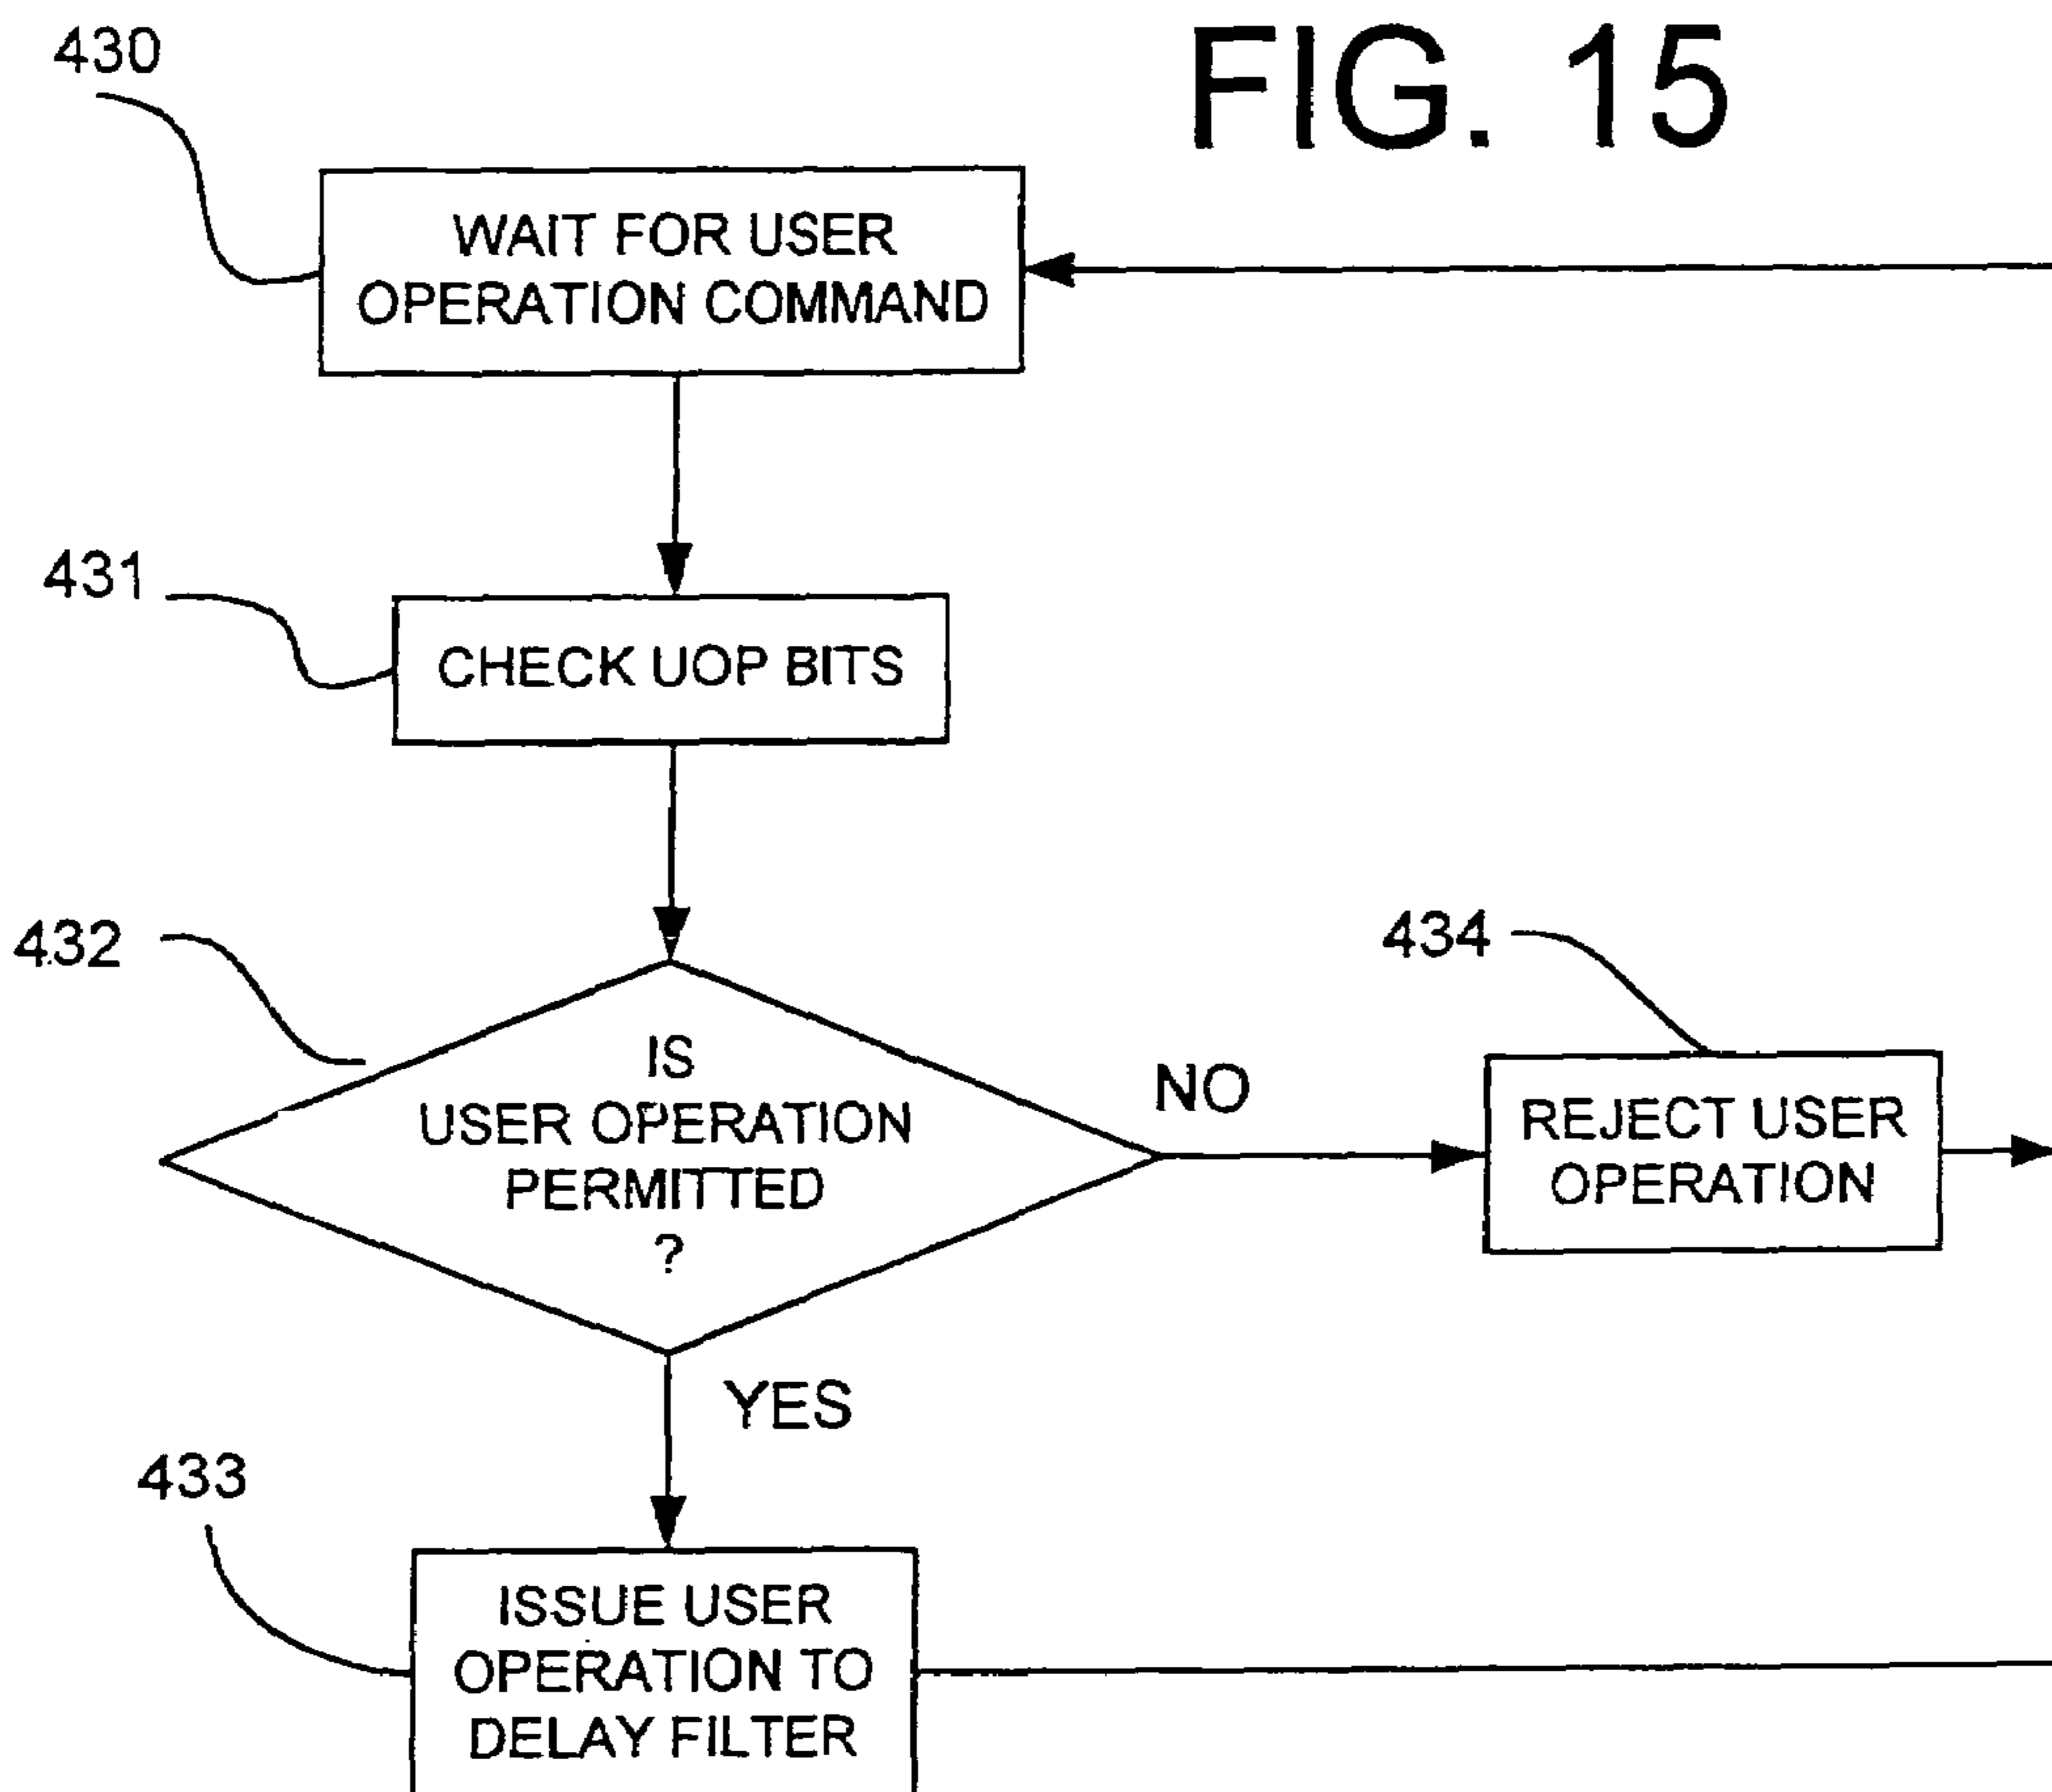 430
FIG. 15
WAIT FOR USER
OPERATION COMMAND
431
CHECK UOP BITS
432
IS
USER OPERATION
PERMITTED
?
NO
434
REJECT USER
OPERATION
YES
433
ISSUE USER
OPERATION TO
DELAY FILTER